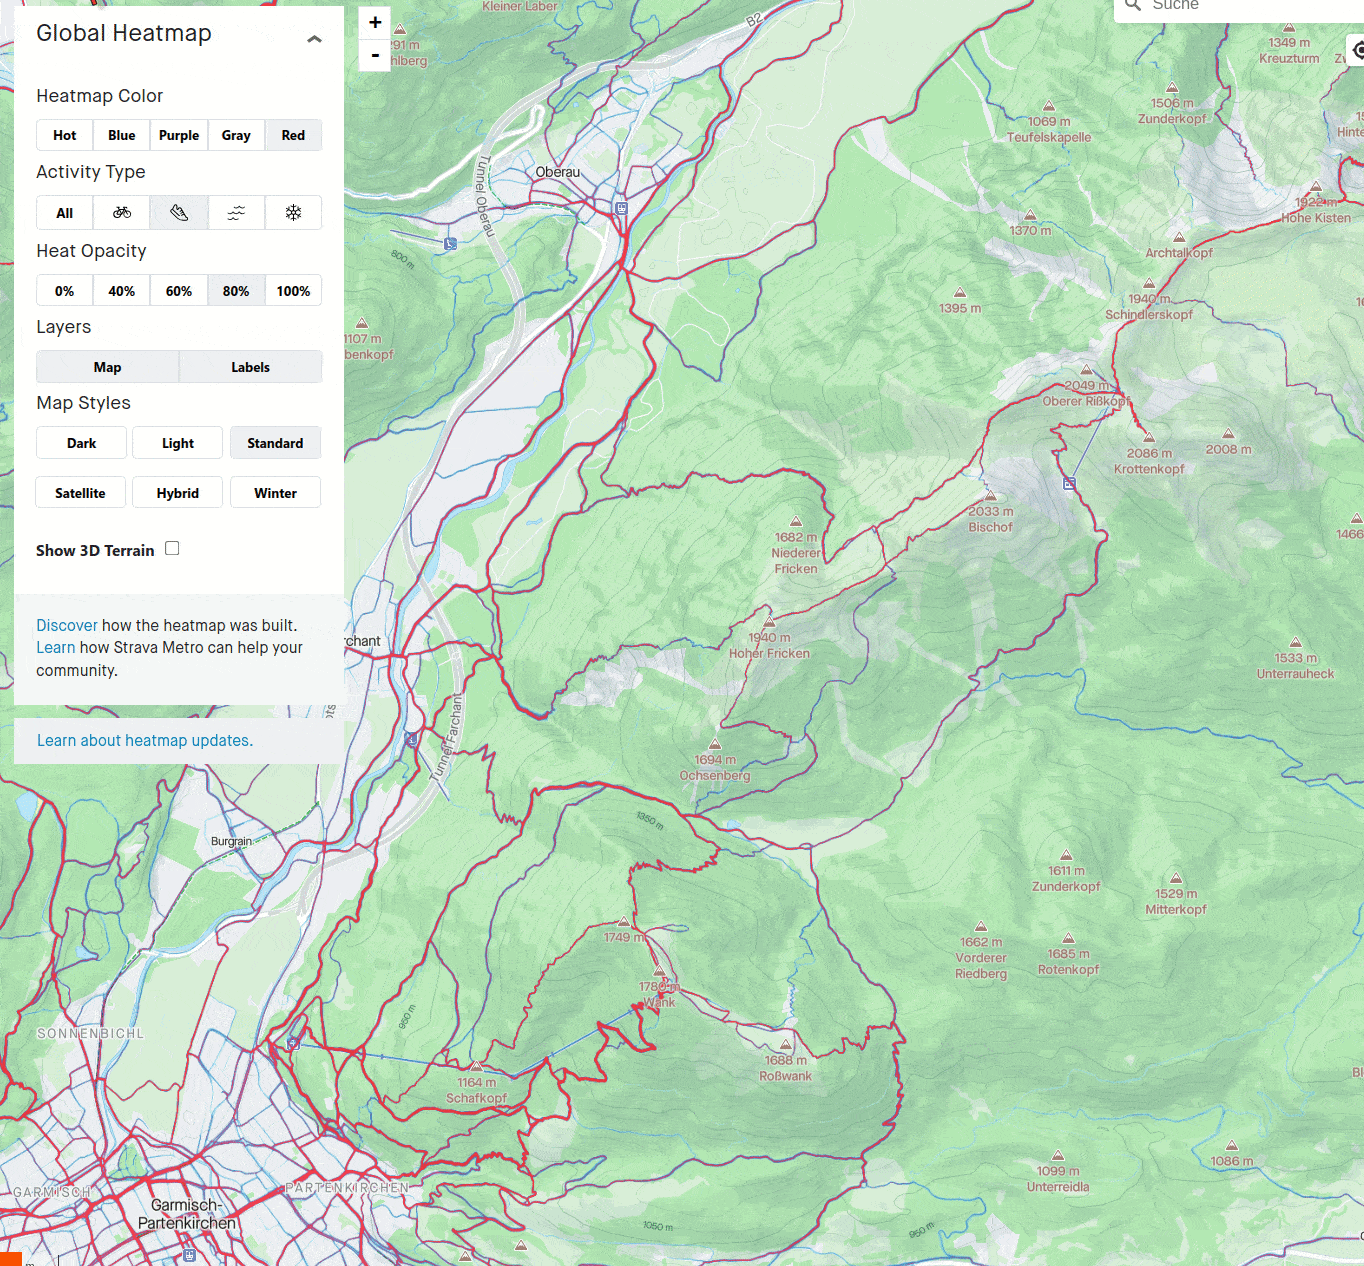 Global Heatmap
Heatmap Color
Hot
Blue
Purple
Gray
Red
Activity Type
All
Heat Opacity
0%
40%
60%
80%
100%
Layers
Map
Labels
Map Styles
Dark
Light
Standard
Satellite
Hybrid
Winter
Show 3D Terrain
Discover how the heatmap was built.
Learn how Strava Metro can help your
community.
Learn about heatmap updates.
+
-
Suche
Kleiner Laber
B2
1349 m
Kreuzturm
1506 m
Zunderkopf
1069 m
Teufelskapelle
Oberau
Tunnel Oberau
800 m
1922 m
Hohe Kisten
1370 m
Archtalkopf
1940 m
Schindlerskopf
1395 m
1107 m
2049 m
Oberer Rißkopf
2086 m
Krottenkopf
2008 m
2033 m
Bischof
1682 m
Niederer
Fricken
1466
1940 m
Hoher Fricken
rchant
1533 m
Unterrauheck
Tunnel Farchant
1694 m
Ochsenberg
1350 m
Burgrain
1611 m
Zunderkopf
1529 m
Mitterkopf
1749 m
1662 m
Vorderer
Riedberg
1685 m
Rotenkopf
1780 m
Wank
950 m
SONNENBICHL
1688 m
Roßwank
1164 m
Schafkopf
1086 m
1099 m
Unterreidla
GARMISCH
PARTENKIRCHEN
Garmisch-
Partenkirchen
1050 m
950 m